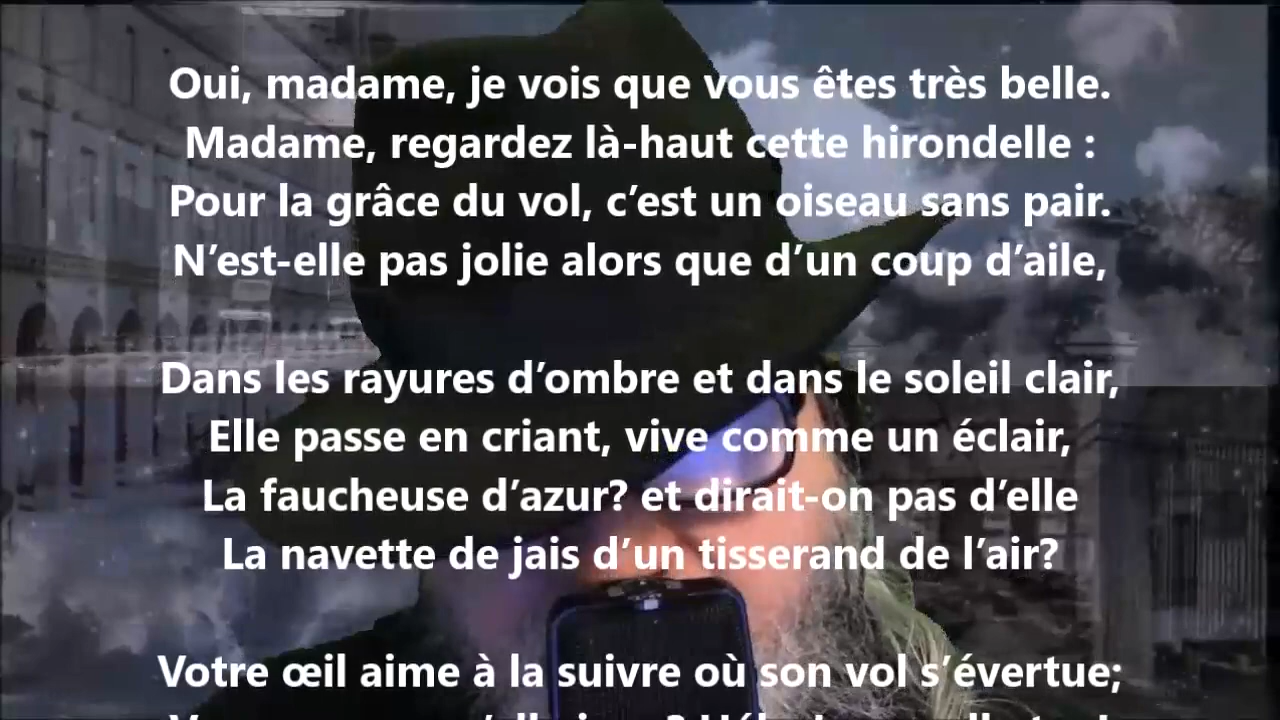 Oui, madame, je vois que vous êtes très belle.
Madame, regardez là-haut cette hirondelle :
Pour la grâce du vol, c’est un oiseau sans pair.
N’est-elle pas jolie alors que d’un coup d’aile,
Dans les rayures d’ombre et dans le soleil clair,
Elle passe en criant, vive comme un éclair,
La faucheuse d’azur? et dirait-on pas d’elle
La navette de jais d’un tisserand de l’air?
Votre œil aime à la suivre où son vol s’évertue;